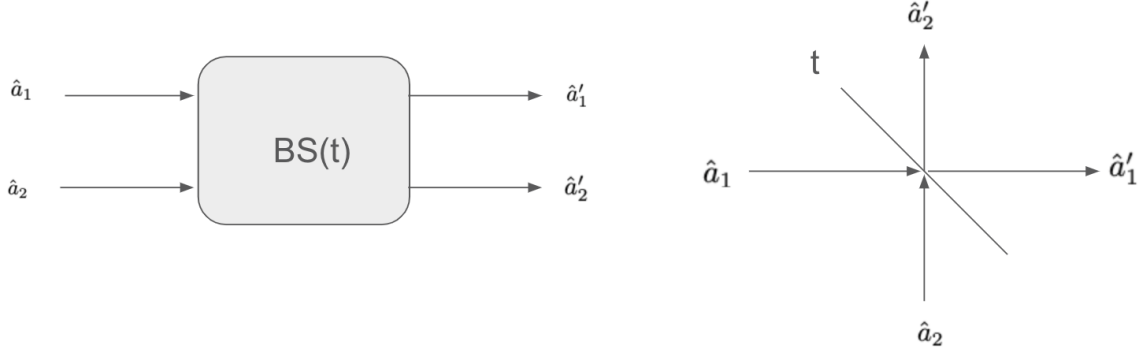 â₁ BS(t) â′₁
â₂ â′₂
â′₂
t
â₁ â′₁
â₂